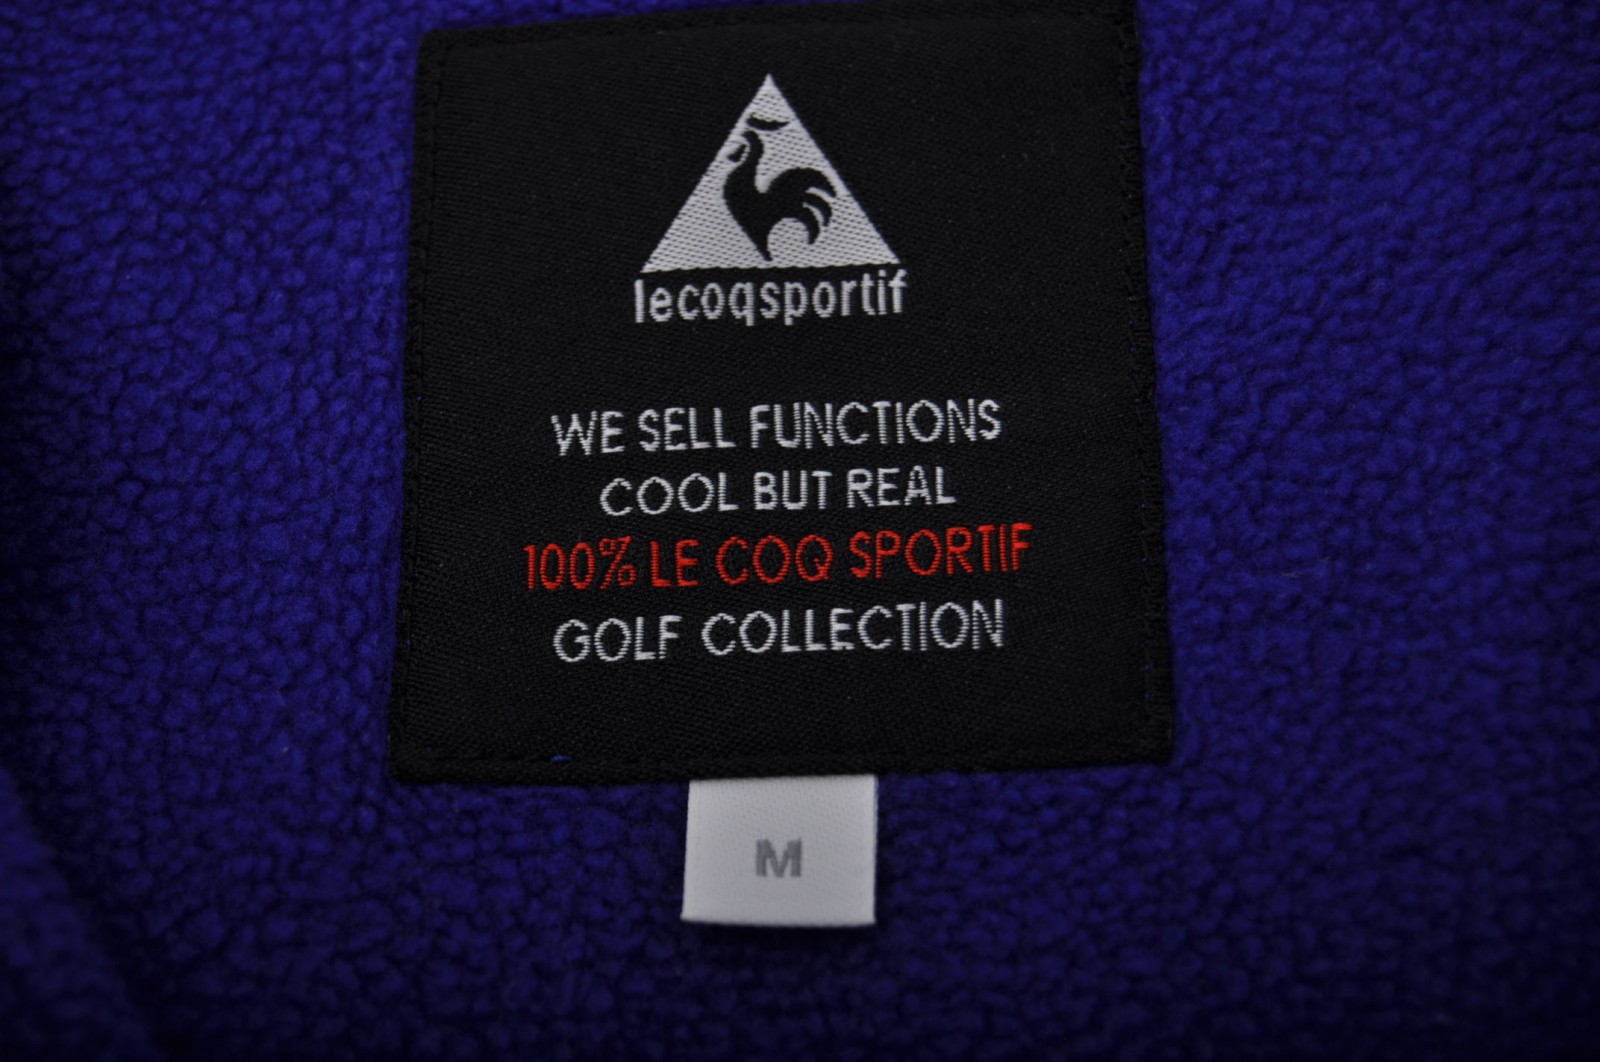 lecoqsportif
WE SELL FUNCTIONS
COOL BUT REAL
100% LE COQ SPORTIF
GOLF COLLECTION
M